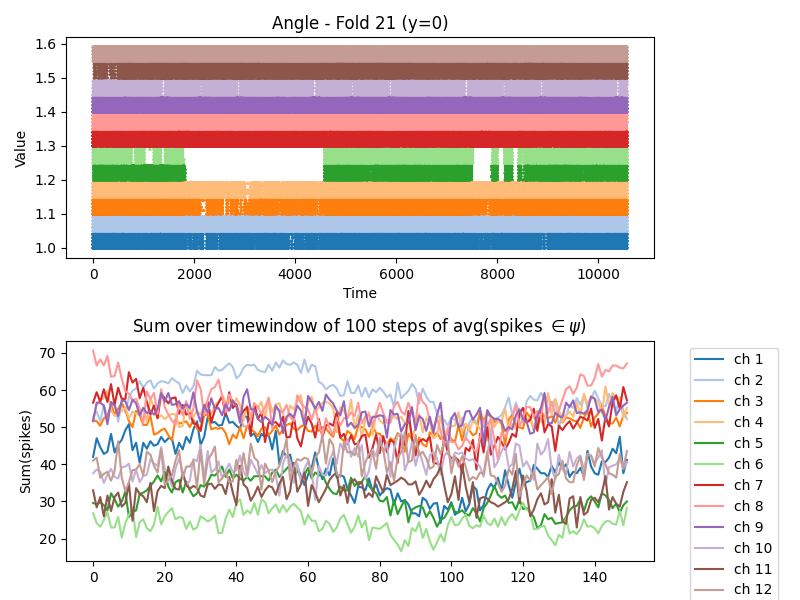 Angle - Fold 21 (y=0)
1.6
1.5
1.4
1.3
1.2
1.1
1.0
Value
0 2000 4000 6000 8000 10000
Time
Sum over timewindow of 100 steps of avg(spikes ∈ψ)
70
60
50
40
30
20
Sum(spikes)
0 20 40 60 80 100 120 140
ch 1
ch 2
ch 3
ch 4
ch 5
ch 6
ch 7
ch 8
ch 9
ch 10
ch 11
ch 12